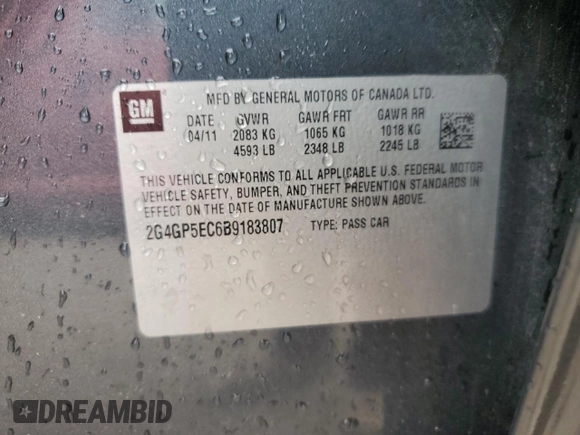 GM
®
MFD BY GENERAL MOTORS OF CANADA LTD.
DATE GVWR GAWR FRT GAWR RR
04/11 2083 KG 1065 KG 1018 KG
4593 LB 2348 LB 2245 LB
THIS VEHICLE CONFORMS TO ALL APPLICABLE U.S. FEDERAL MOTOR
VEHICLE SAFETY, BUMPER, AND THEFT PREVENTION STANDARDS IN
EFFECT ON THE DATE OF MANUFACTURE SHOWN ABOVE.
2G4GP5EC6B9183807 TYPE: PASS CAR
DREAMBID